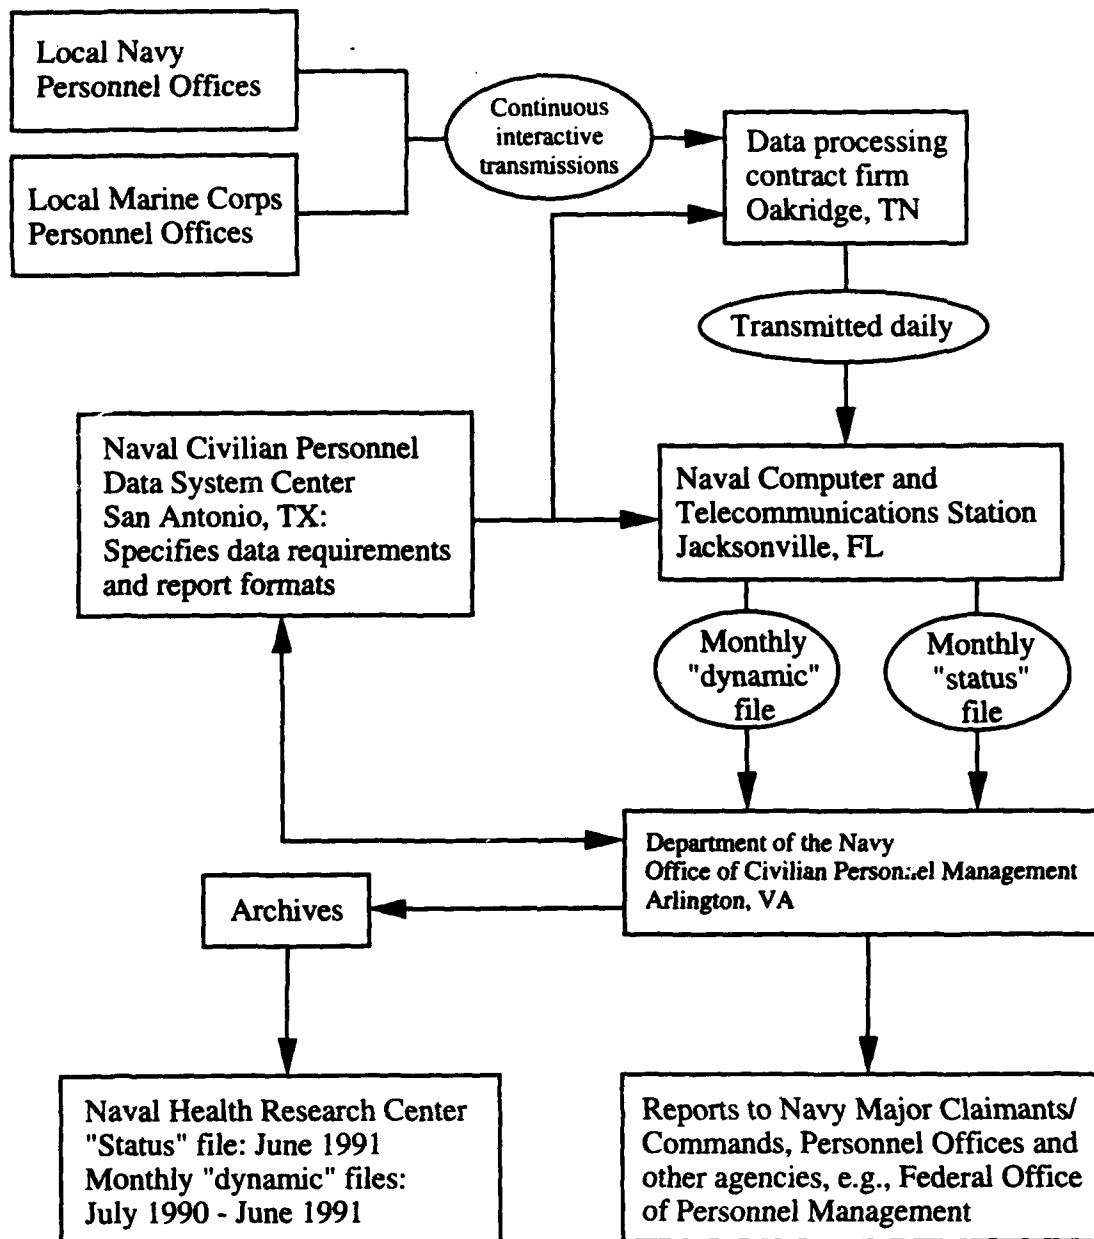 Local Navy
Personnel Offices
Continuous
interactive
transmissions
Data processing
contract firm
Oakridge, TN
Local Marine Corps
Personnel Offices
Transmitted daily
Naval Civilian Personnel
Data System Center
San Antonio, TX:
Specifies data requirements
and report formats
Naval Computer and
Telecommunications Station
Jacksonville, FL
Monthly
"dynamic"
file
Monthly
"status"
file
Department of the Navy
Office of Civilian Personnel Management
Arlington, VA
Archives
Naval Health Research Center
"Status" file: June 1991
Monthly "dynamic" files:
July 1990 - June 1991
Reports to Navy Major Claimants/
Commands, Personnel Offices and
other agencies, e.g., Federal Office
of Personnel Management